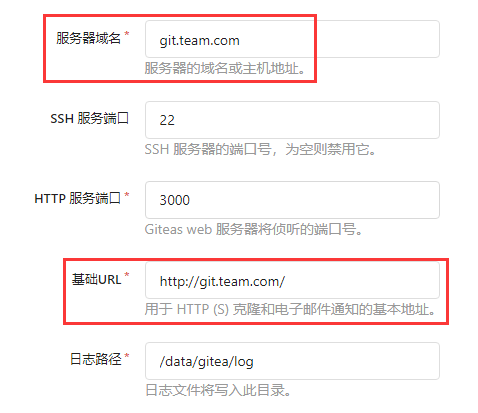 服务器域名* git.team.com
服务器的域名或主机地址。
SSH 服务端口 22
SSH 服务器的端口号，为空则禁用它。
HTTP 服务端口* 3000
Giteas web 服务器将侦听的端口号。
基础URL* http://git.team.com/
用于 HTTP (S) 克隆和电子邮件通知的基本地址。
日志路径* /data/gitea/log
日志文件将写入此目录。